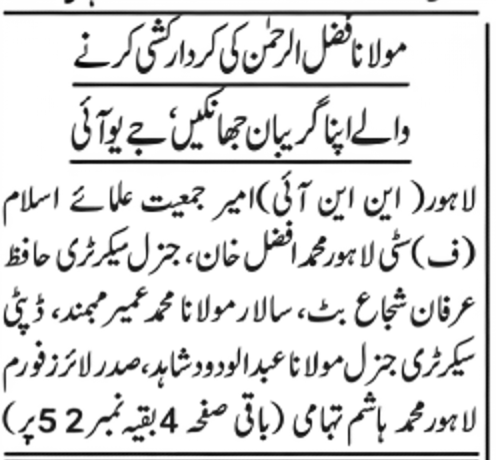 مولانا فضل الرحمٰن کی کردار کشی کرنے
والے اپنا گریبان جھانکیں، جے یو آئی
لاہور( این این آئی)امیر جمعیت علمائے اسلام
(ف) سٹی لاہور محمد افضل خان، جنرل سیکرٹری حافظ
عرفان شجاع بٹ، سالار مولانا محمد عمیر مہمند، ڈپٹی
سیکرٹری جنرل مولانا عبدالودود شاہد، صدر لائرز فورم
لاہور محمد ہاشم تہامی (باقی صفحہ 4 بقیہ نمبر 52 پر)